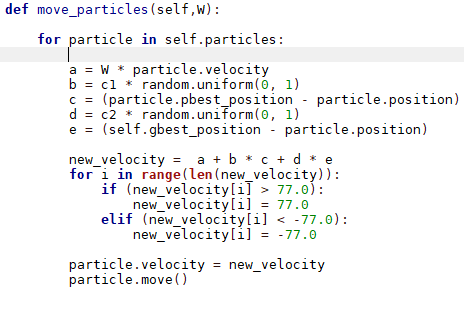 def move_particles(self,W):
for particle in self.particles:
a = W * particle.velocity
b = c1 * random.uniform(0, 1)
c = (particle.pbest_position - particle.position)
d = c2 * random.uniform(0, 1)
e = (self.gbest_position - particle.position)
new_velocity =  a + b * c + d * e
for i in range(len(new_velocity)):
if (new_velocity[i] > 77.0):
new_velocity[i] = 77.0
elif (new_velocity[i] < -77.0):
new_velocity[i] = -77.0
particle.velocity = new_velocity
particle.move()